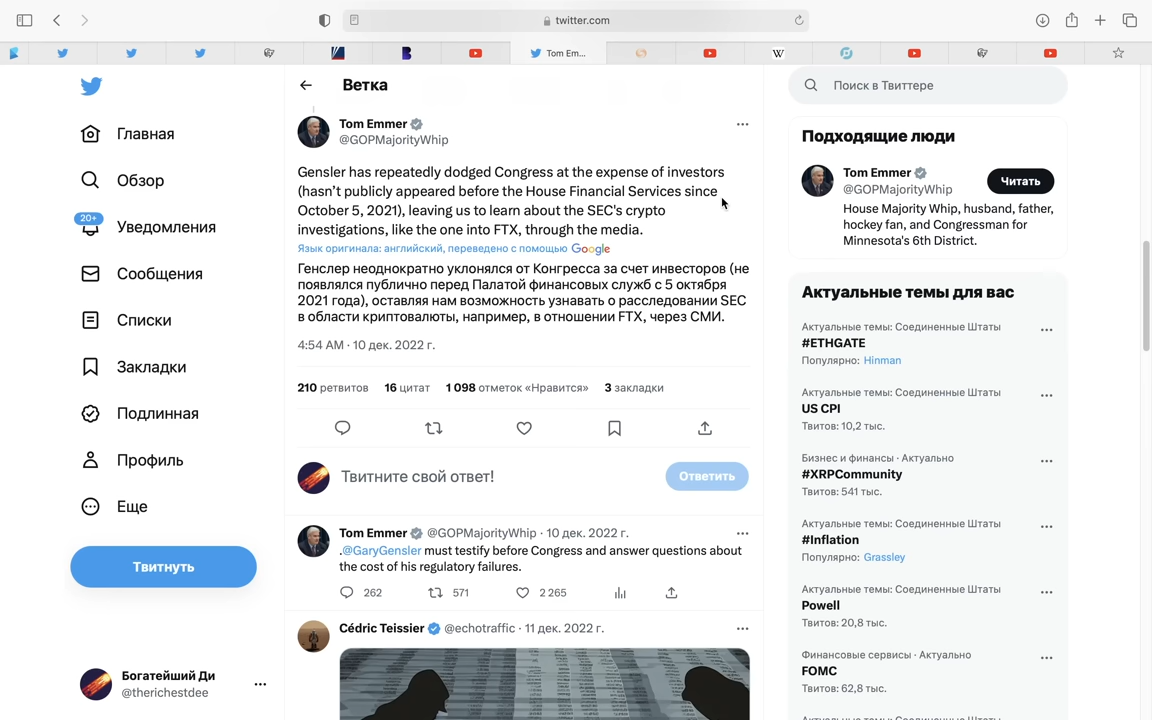 twitter.com
Tom Em...
Главная
Обзор
20+
Уведомления
Сообщения
Списки
Закладки
Подлинная
Профиль
Еще
Твитнуть
Богатейший Ди
@therichestdee
Ветка
Tom Emmer
@GOPMajorityWhip
Gensler has repeatedly dodged Congress at the expense of investors
(hasn’t publicly appeared before the House Financial Services since
October 5, 2021), leaving us to learn about the SEC's crypto
investigations, like the one into FTX, through the media.
Язык оригинала: английский, переведено с помощью Google
Генслер неоднократно уклонялся от Конгресса за счет инвесторов (не
появлялся публично перед Палатой финансовых служб с 5 октября
2021 года), оставляя нам возможность узнавать о расследовании SEC
в области криптовалюты, например, в отношении FTX, через СМИ.
4:54 AM · 10 дек. 2022 г.
210 ретвитов 16 цитат 1 098 отметок «Нравится» 3 закладки
Твитните свой ответ!
Ответить
Tom Emmer @GOPMajorityWhip · 10 дек. 2022 г.
.@GaryGensler must testify before Congress and answer questions about
the cost of his regulatory failures.
262 571 2 265
Cédric Teissier @echotraffic · 11 дек. 2022 г.
Поиск в Твиттере
Подходящие люди
Tom Emmer
@GOPMajorityWhip
Читать
House Majority Whip, husband, father,
hockey fan, and Congressman for
Minnesota's 6th District.
Актуальные темы для вас
Актуальные темы: Соединенные Штаты
#ETHGATE
Популярно: Hinman
Актуальные темы: Соединенные Штаты
US CPI
Твитов: 10,2 тыс.
Бизнес и финансы · Актуально
#XRPCommunity
Твитов: 541 тыс.
Актуальные темы: Соединенные Штаты
#Inflation
Популярно: Grassley
Актуальные темы: Соединенные Штаты
Powell
Твитов: 20,8 тыс.
Финансовые сервисы · Актуально
FOMC
Твитов: 62,8 тыс.